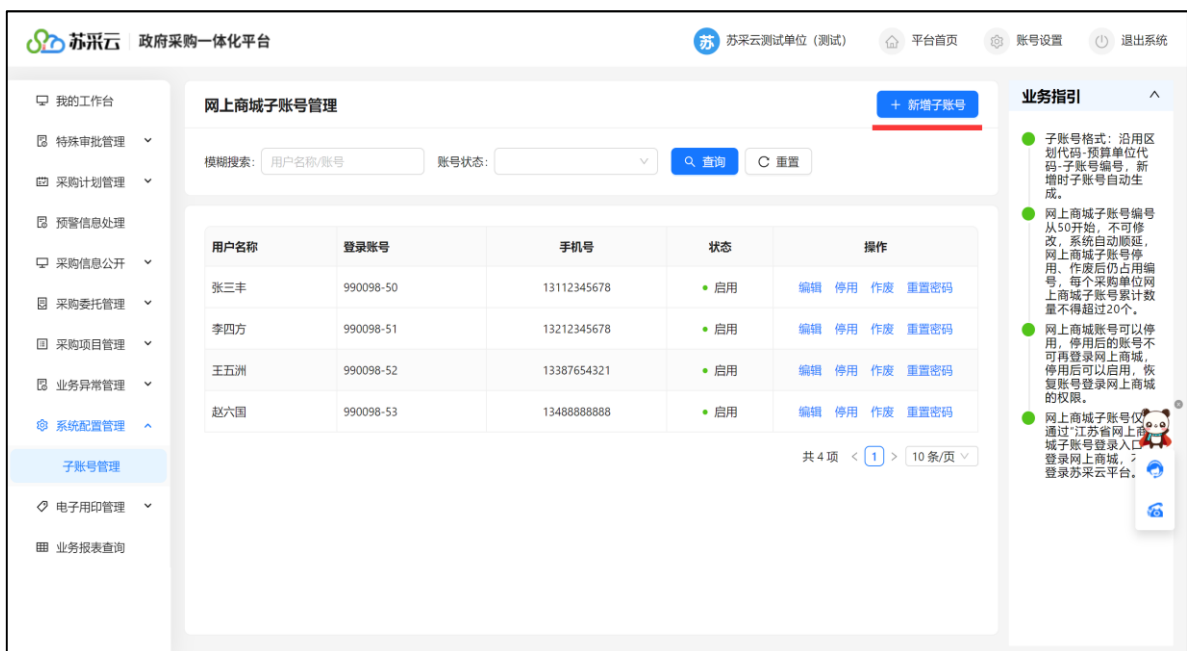 苏采云 政府采购一体化平台
苏 苏采云测试单位（测试） 平台首页 账号设置 退出系统
我的工作台
特殊审批管理
采购计划管理
预警信息处理
采购信息公开
采购委托管理
采购项目管理
业务异常管理
系统配置管理
子账号管理
电子用印管理
业务报表查询
网上商城子账号管理
+ 新增子账号
模糊搜索: 用户名称/账号 账号状态: 查询 重置
用户名称 登录账号 手机号 状态 操作
张三丰 990098-50 13112345678 启用 编辑 停用 作废 重置密码
李四方 990098-51 13212345678 启用 编辑 停用 作废 重置密码
王五洲 990098-52 13387654321 启用 编辑 停用 作废 重置密码
赵六国 990098-53 13488888888 启用 编辑 停用 作废 重置密码
共 4 项 < 1 > 10 条/页
业务指引
子账号格式：沿用区
划代码-预算单位代
码-子账号编号，新
增时子账号自动生
成。
网上商城子账号编号
从50开始，不可修
改，系统自动顺延，
网上商城子账号停
用、作废后仍占用编
号，每个采购单位网
上商城子账号累计数
量不得超过20个。
网上商城账号可以停
用，停用后的账号不
可再登录网上商城，
停用后可以启用，恢
复账号登录网上商城
的权限。
网上商城子账号仅
通过“江苏省网上商
城子账号登录入口
登录网上商城，
登录苏采云平台。